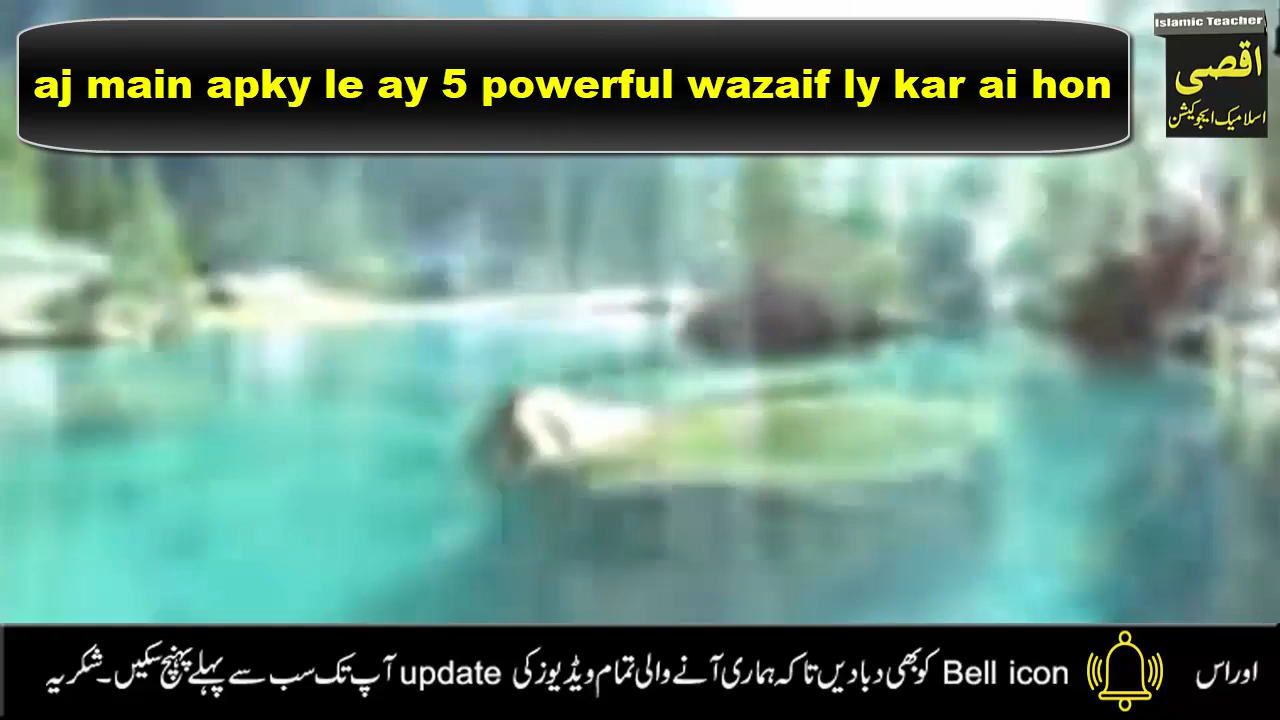 aj main apky le ay 5 powerful wazaif ly kar ai hon
Islamic Teacher
اقصی
اسلامیک ایجوکیشن
اور اس Bell icon کو بھی دبا دیں تاکہ ہماری آنے والی تمام ویڈیوز کی update آپ تک سب سے پہلے پہنچ سکیں۔ شکریہ